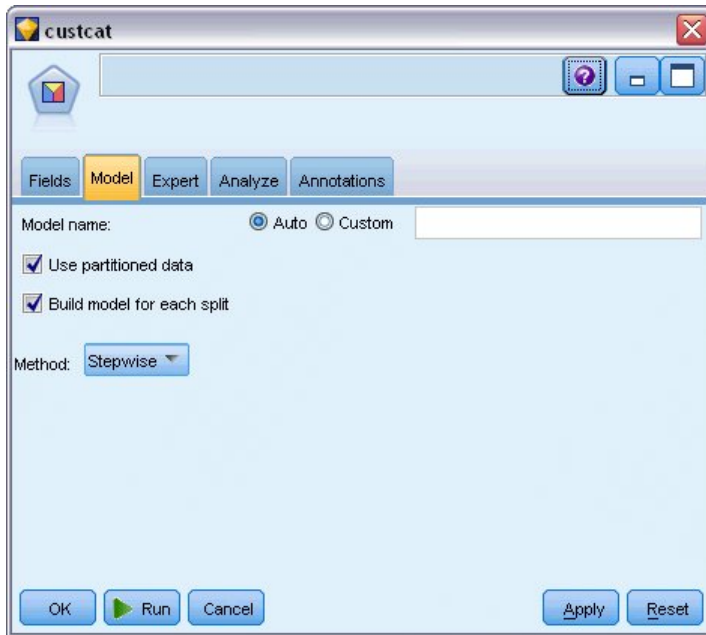 custcat
Fields Model Expert Analyze Annotations
Model name: Auto Custom
Use partitioned data
Build model for each split
Method: Stepwise
OK Run Cancel Apply Reset